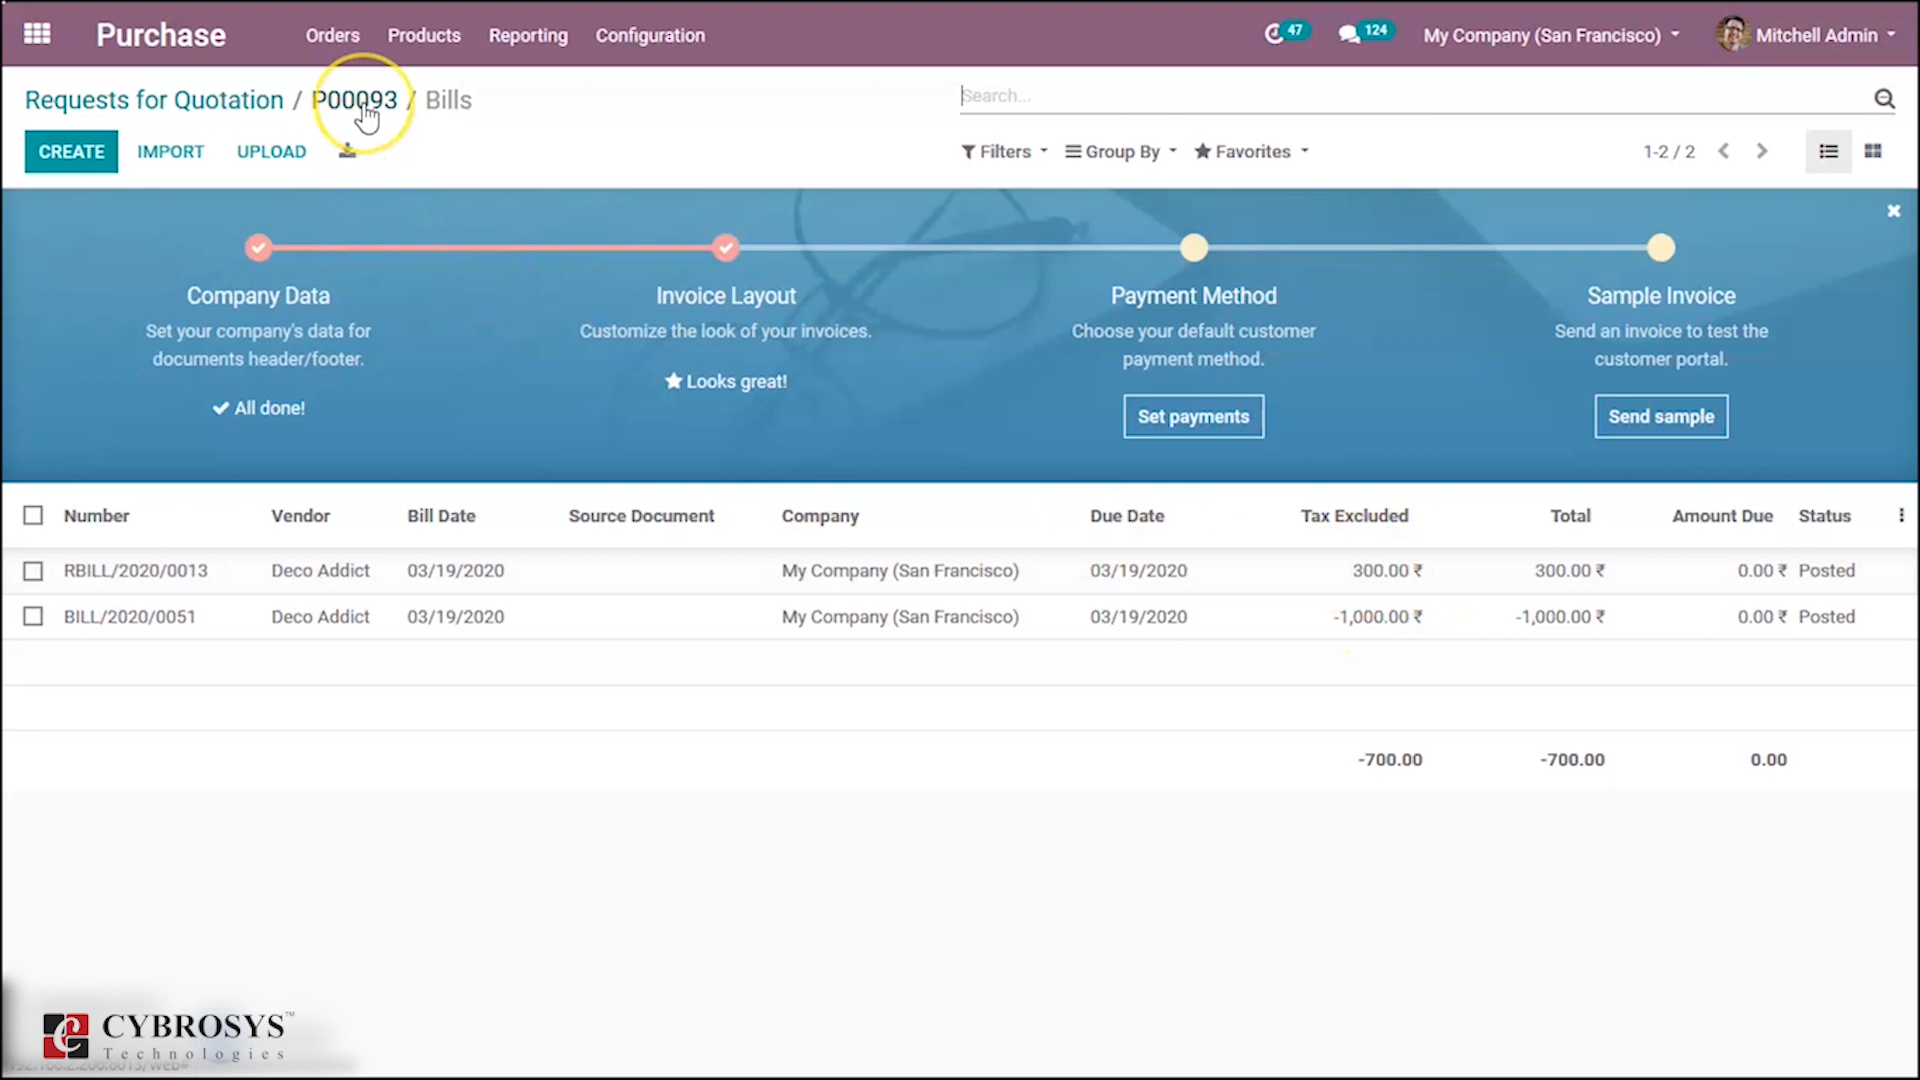 Purchase Orders Products Reporting Configuration 47 124 My Company (San Francisco) Mitchell Admin
Requests for Quotation / P00093 / Bills
Search...
CREATE IMPORT UPLOAD Filters Group By Favorites 1-2 / 2
Company Data
Set your company's data for
documents header/footer.
All done!
Invoice Layout
Customize the look of your invoices.
Looks great!
Payment Method
Choose your default customer
payment method.
Set payments
Sample Invoice
Send an invoice to test the
customer portal.
Send sample
Number Vendor Bill Date Source Document Company Due Date Tax Excluded Total Amount Due Status
RBILL/2020/0013 Deco Addict 03/19/2020 My Company (San Francisco) 03/19/2020 300.00 ₹ 300.00 ₹ 0.00 ₹ Posted
BILL/2020/0051 Deco Addict 03/19/2020 My Company (San Francisco) 03/19/2020 -1,000.00 ₹ -1,000.00 ₹ 0.00 ₹ Posted
-700.00 -700.00 0.00
CYBROSYS™
Technologies